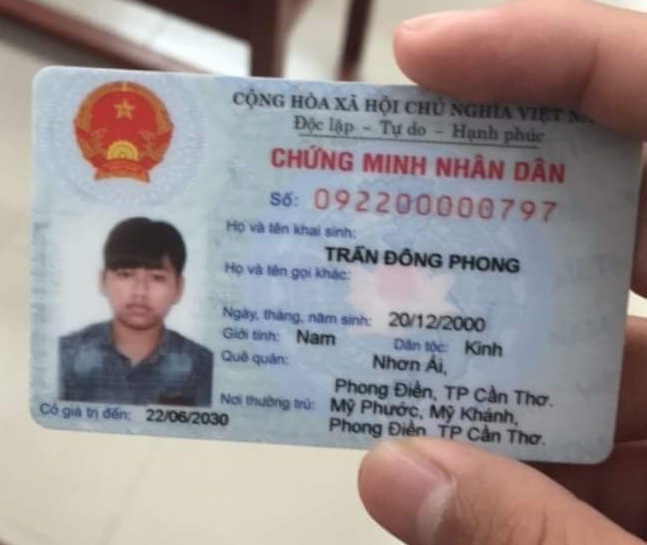 CỘNG HÒA XÃ HỘI CHỦ NGHĨA VIỆT
Độc lập - Tự do - Hạnh phúc
CHỨNG MINH NHÂN DÂN
Số: 092200000797
Họ và tên khai sinh:
TRẦN ĐÔNG PHONG
Họ và tên gọi khác:
Ngày, tháng, năm sinh: 20/12/2000
Giới tính: Nam Dân tộc: Kinh
Quê quán: Nhơn Ái,
Phong Điền, TP Cần Thơ.
Nơi thường trú: Mỹ Phước, Mỹ Khánh,
Phong Điền, TP Cần Thơ.
Có giá trị đến: 22/06/2030